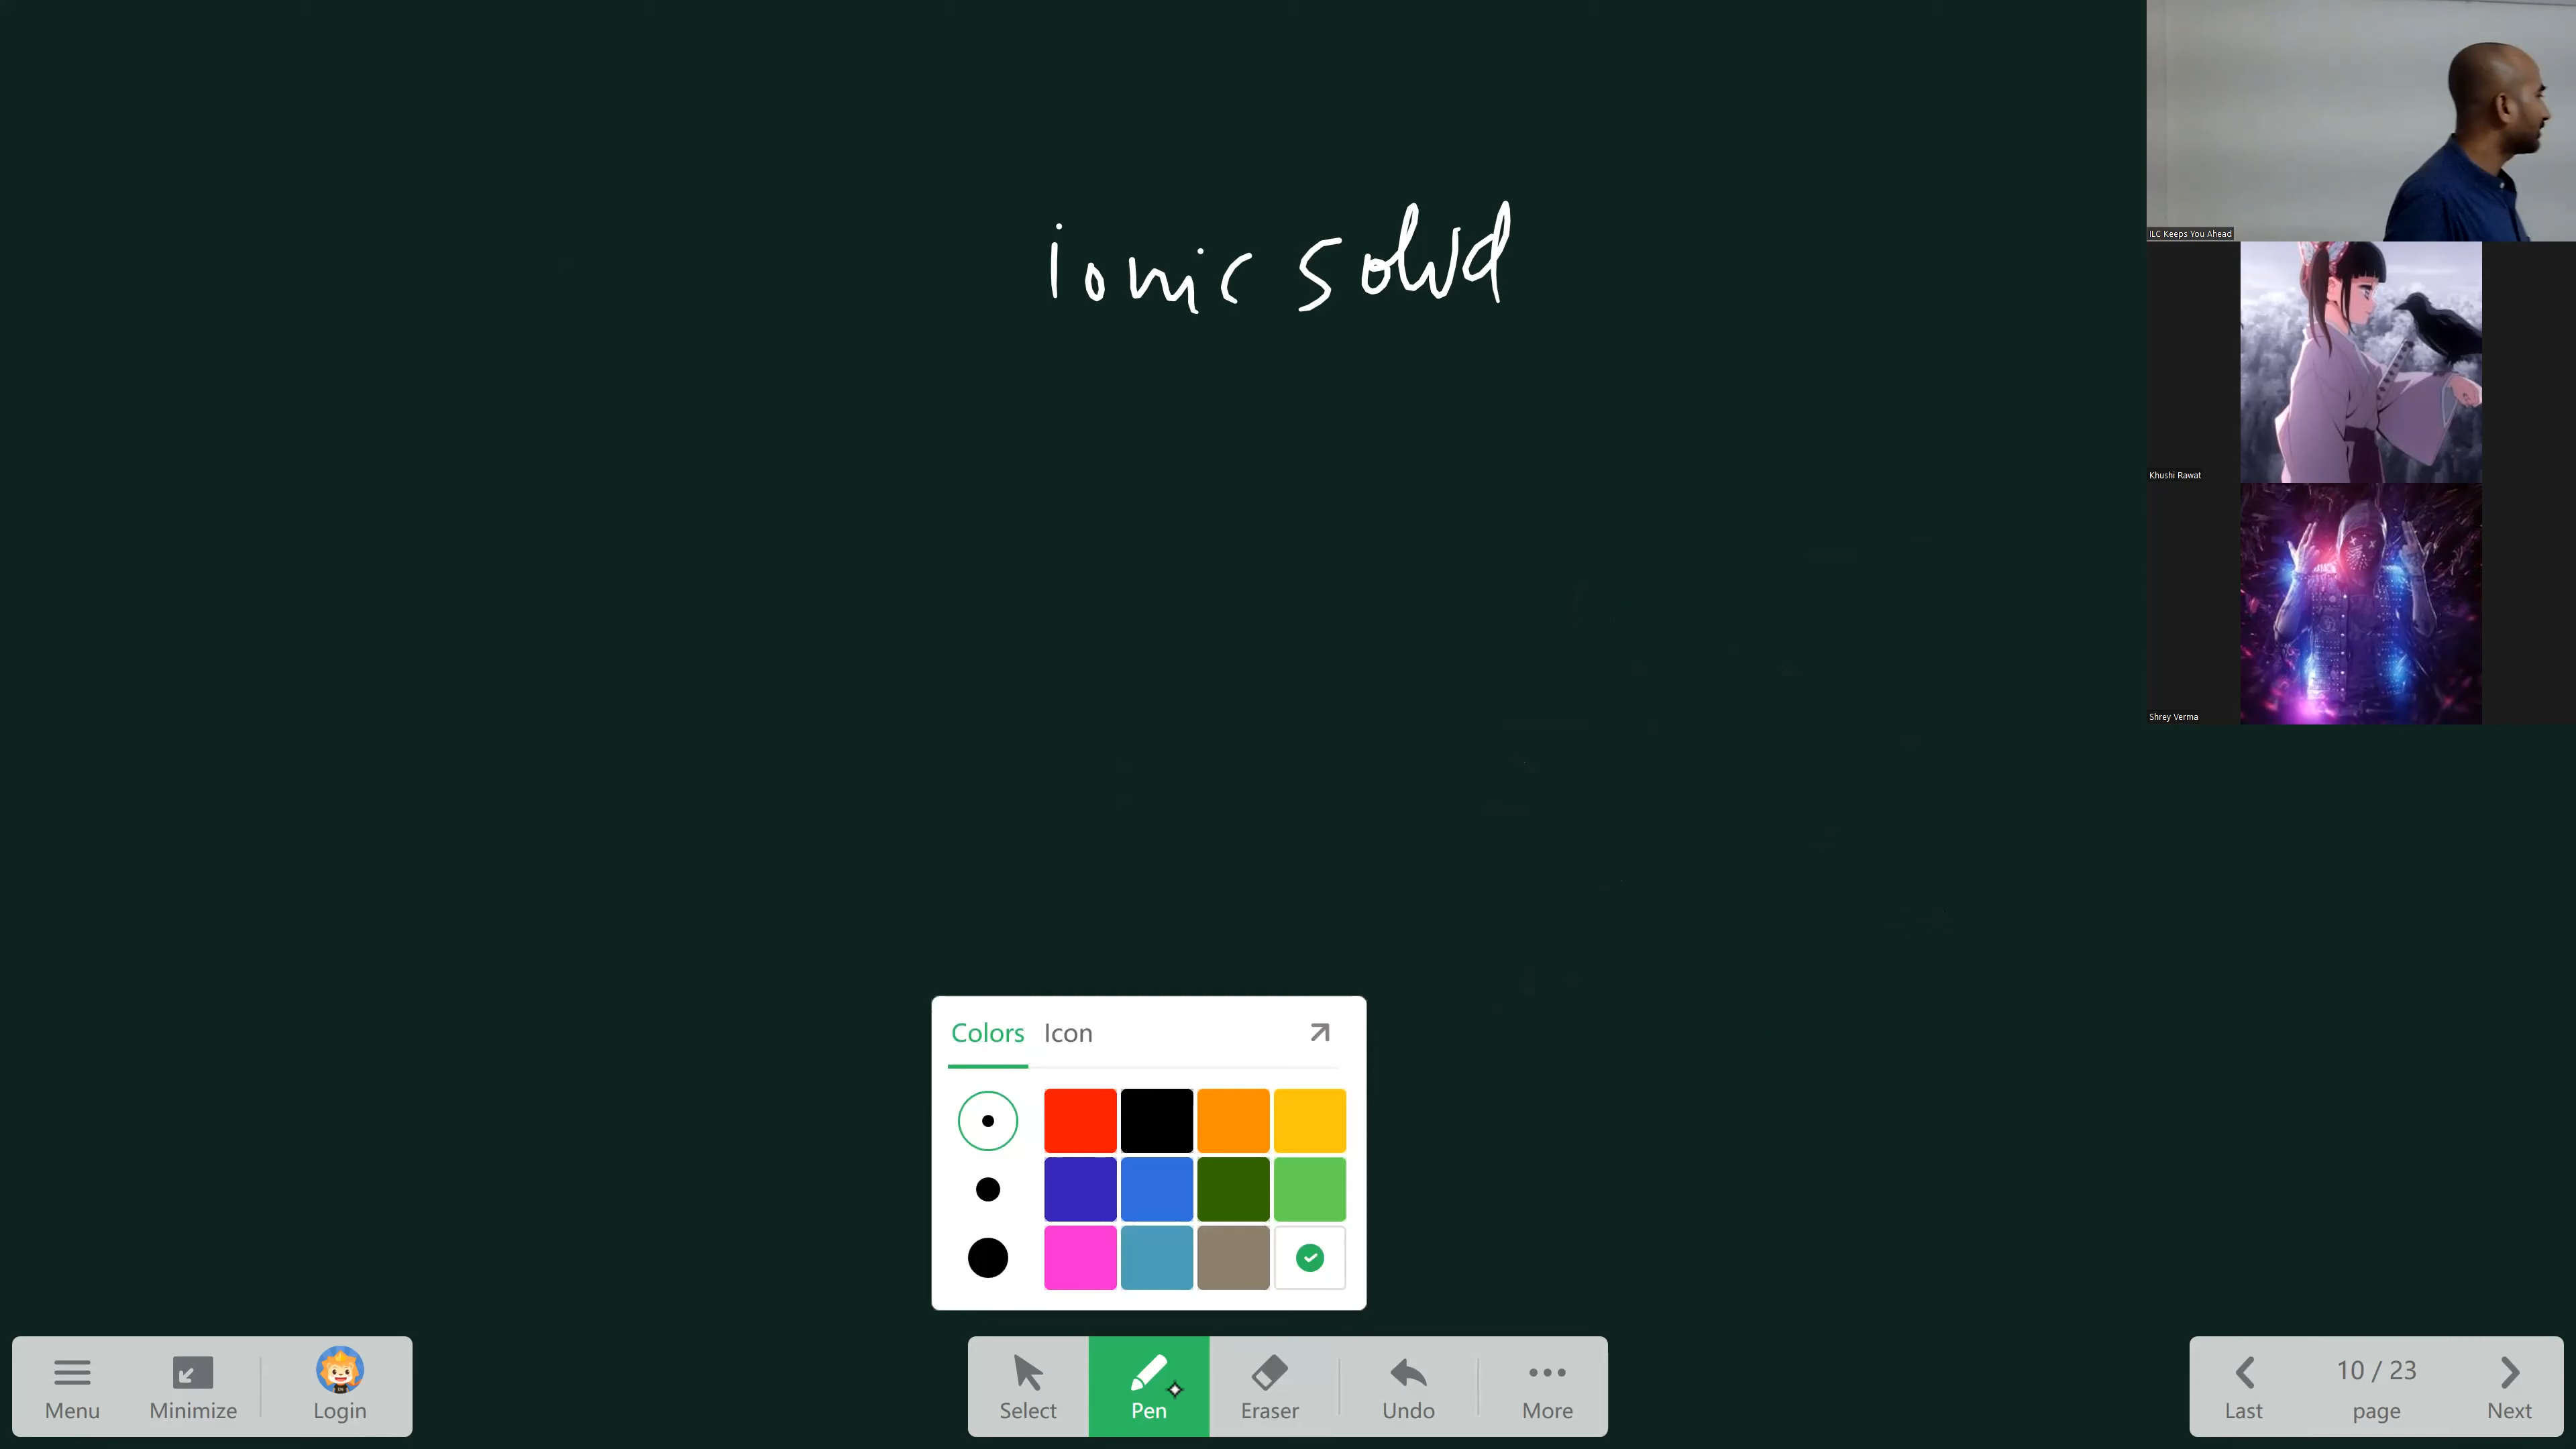 ionic solid
ILC Keeps You Ahead
Khushi Rawat
Shrey Verma
Colors Icon
Menu Minimize Login
Select Pen Eraser Undo More
10 / 23
Last page Next